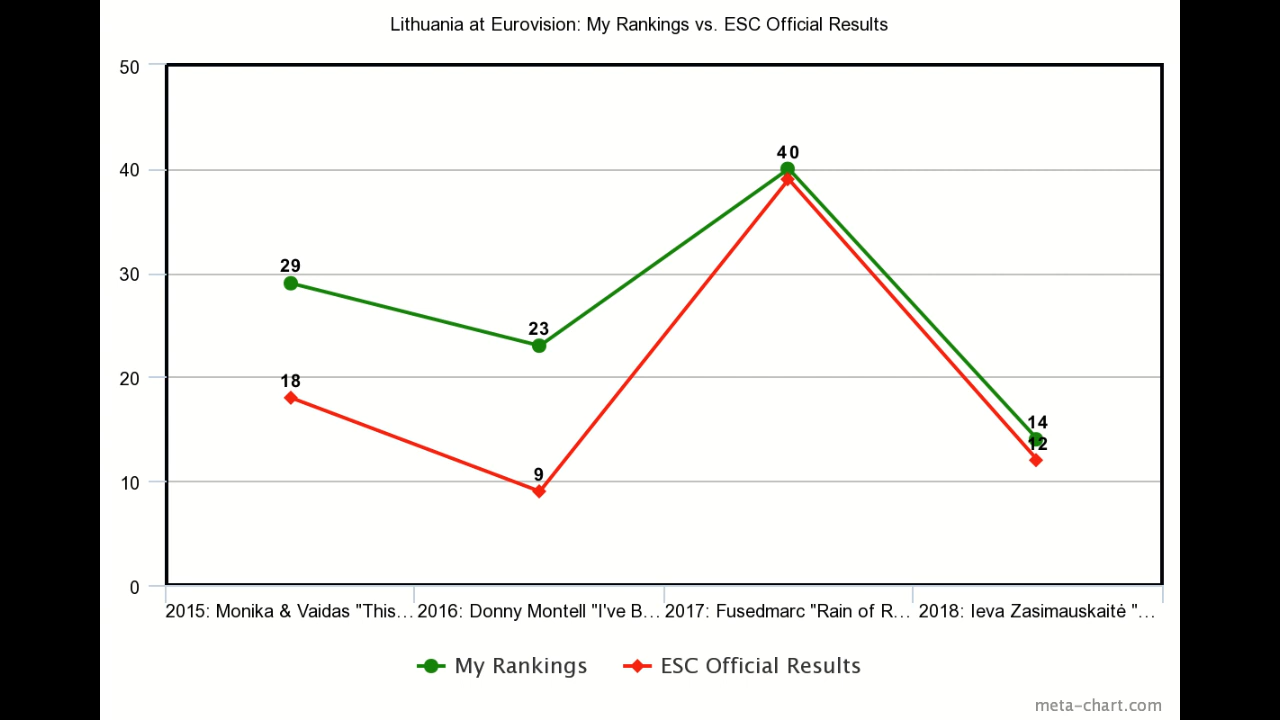 Lithuania at Eurovision: My Rankings vs. ESC Official Results
50
40
30
20
10
0
29
23
40
14
18
9
12
2015: Monika & Vaidas "This...
2016: Donny Montell "I've B...
2017: Fusedmarc "Rain of R...
2018: Ieva Zasimauskaitė "...
My Rankings
ESC Official Results
meta-chart.com